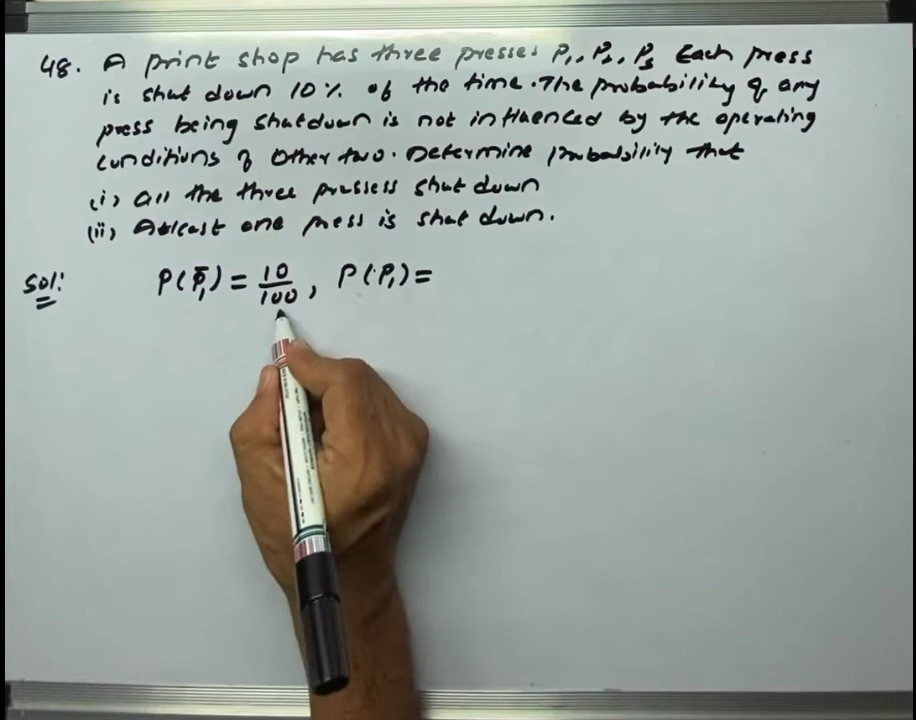 48. A print shop has three presses P1, P2, P3 Each press
is shut down 10% of the time. The probability of any
press being shutdown is not influenced by the operating
conditions of other two. Determine probability that
(i) all the three pressess shut down
(ii) Atleast one press is shut down.
Sol: P(P̄1) = 10/100, P(P1) =